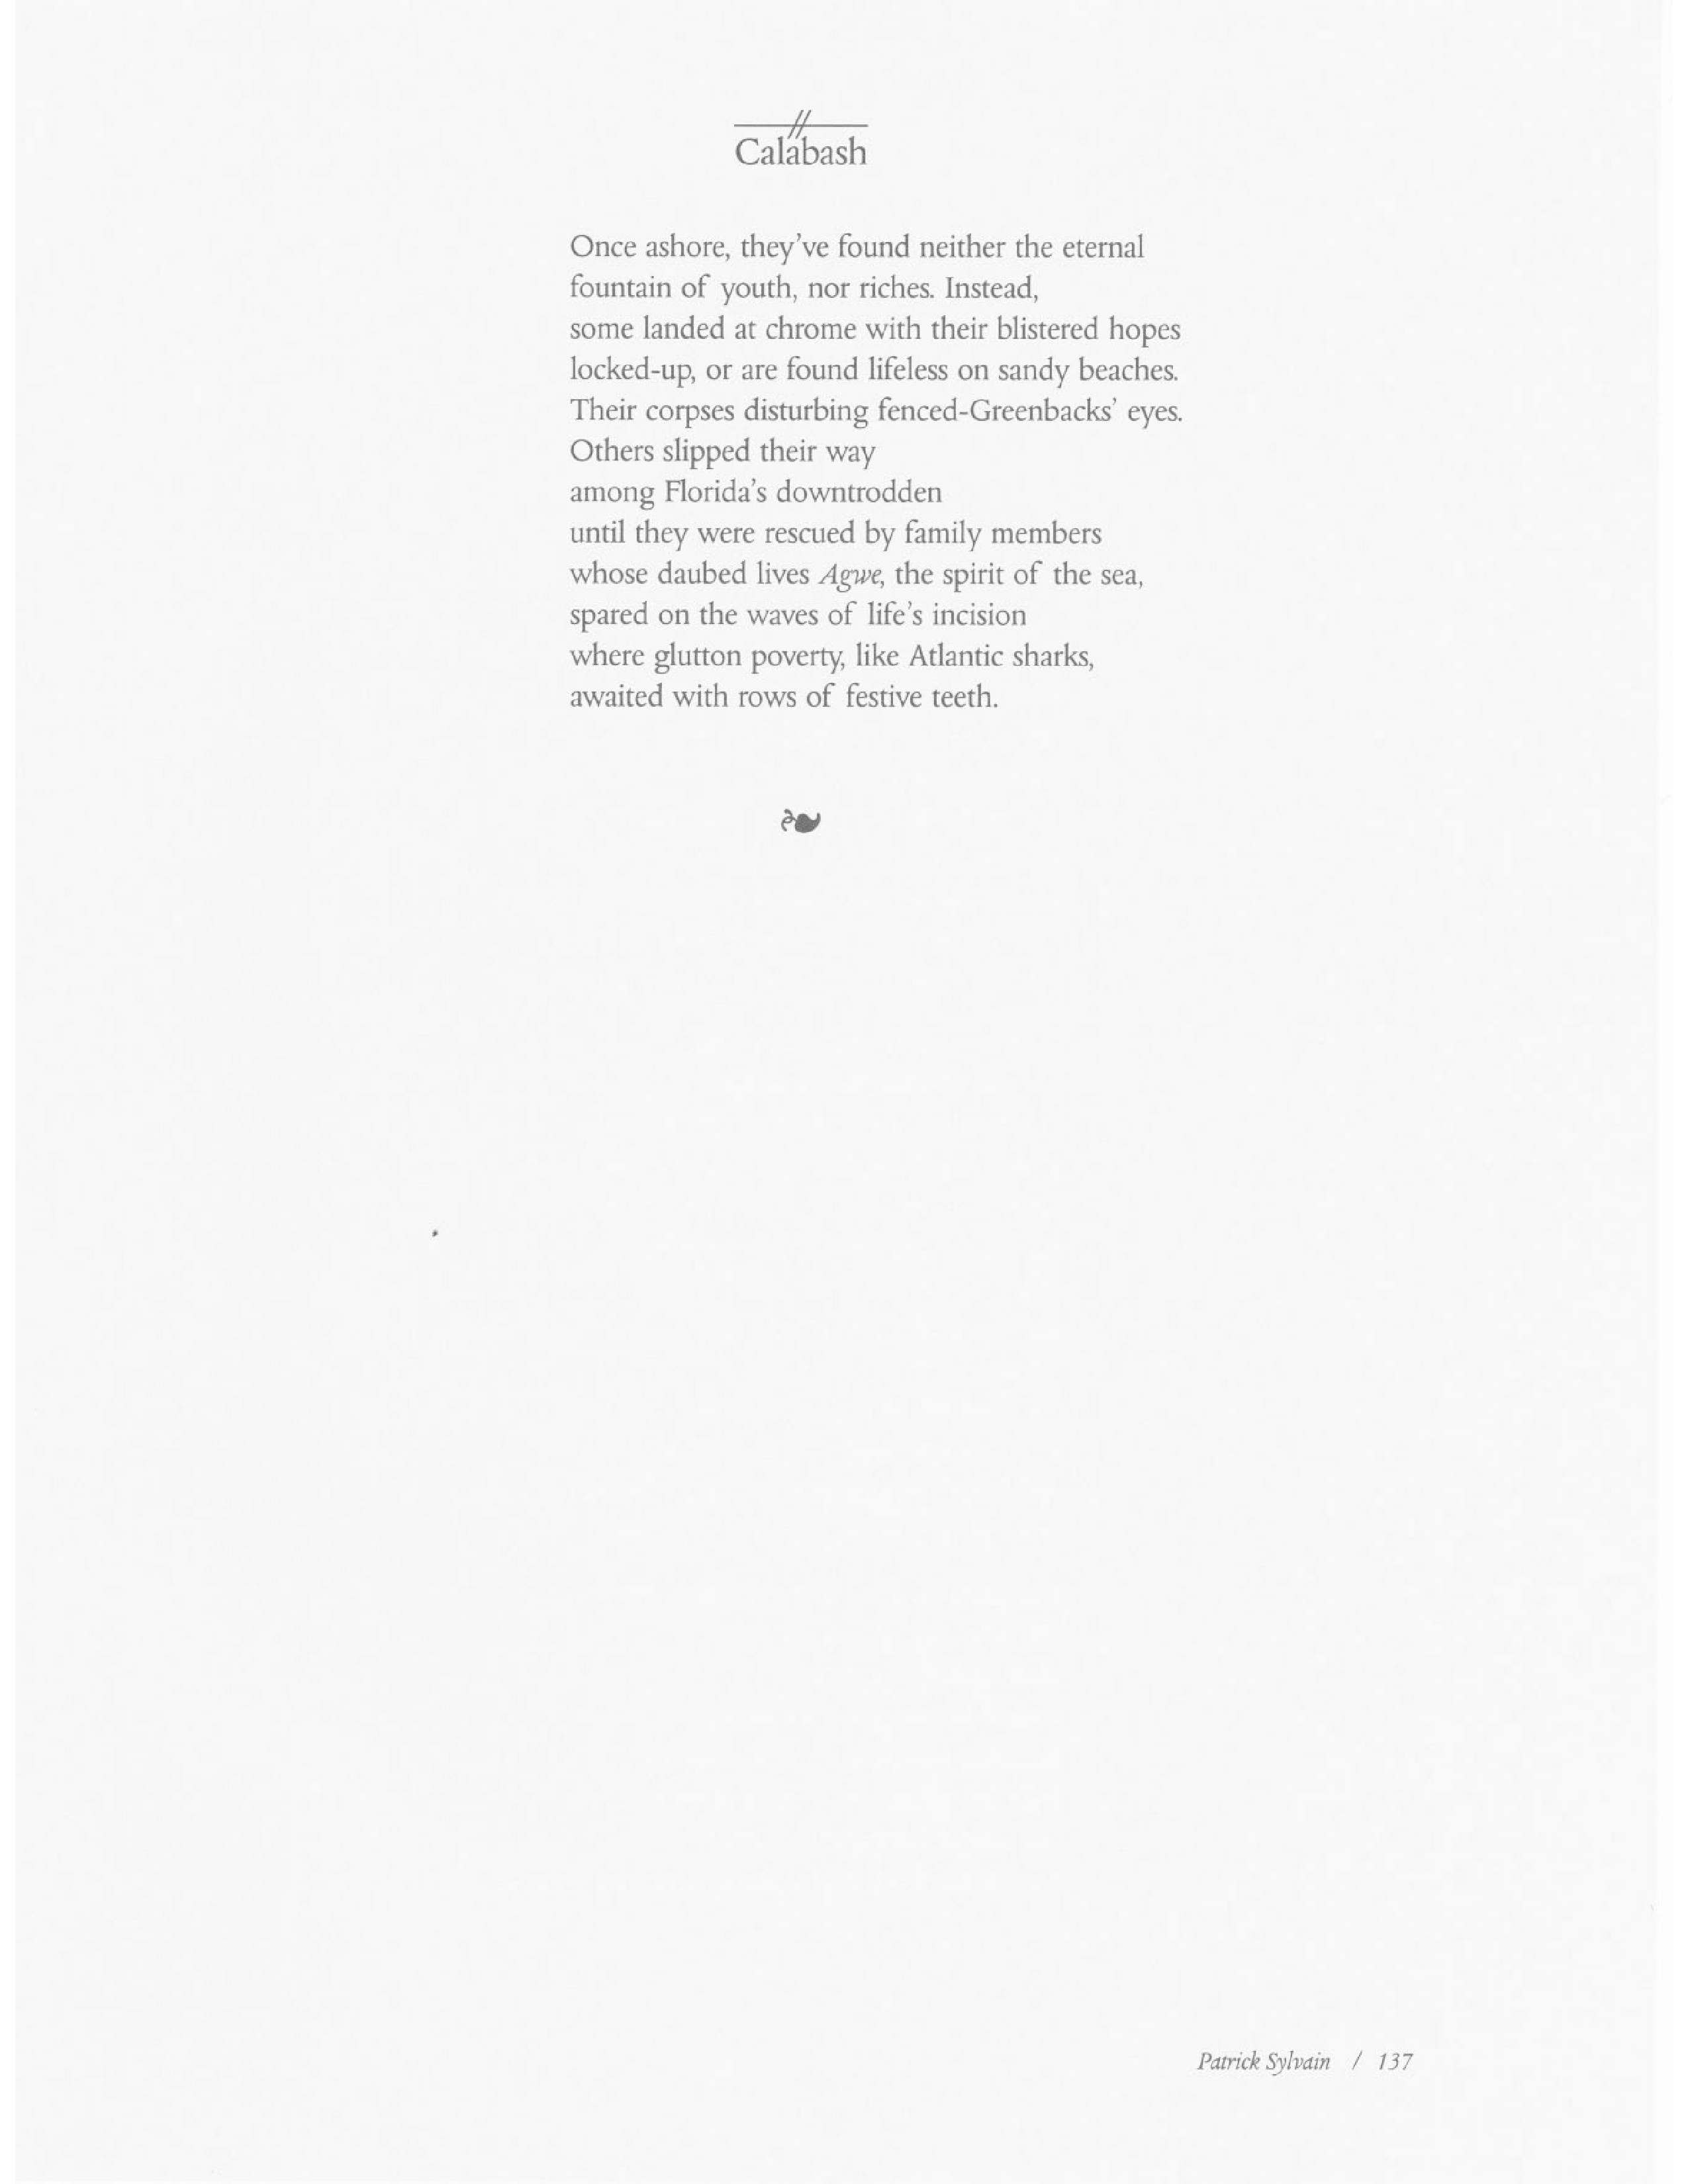 Calabash
Once ashore, they've found neither the eternal
fountain of youth, nor riches. Instead,
some landed at chrome with their blistered hopes
locked-up, or are found lifeless on sandy beaches.
Their corpses disturbing fenced-Greenbacks' eyes.
Others slipped their way
among Florida's downtrodden
until they were rescued by family members
whose daubed lives Agwe, the spirit of the sea,
spared on the waves of life's incision
where glutton poverty, like Atlantic sharks,
awaited with rows of festive teeth.
Patrick Sylvain / 137